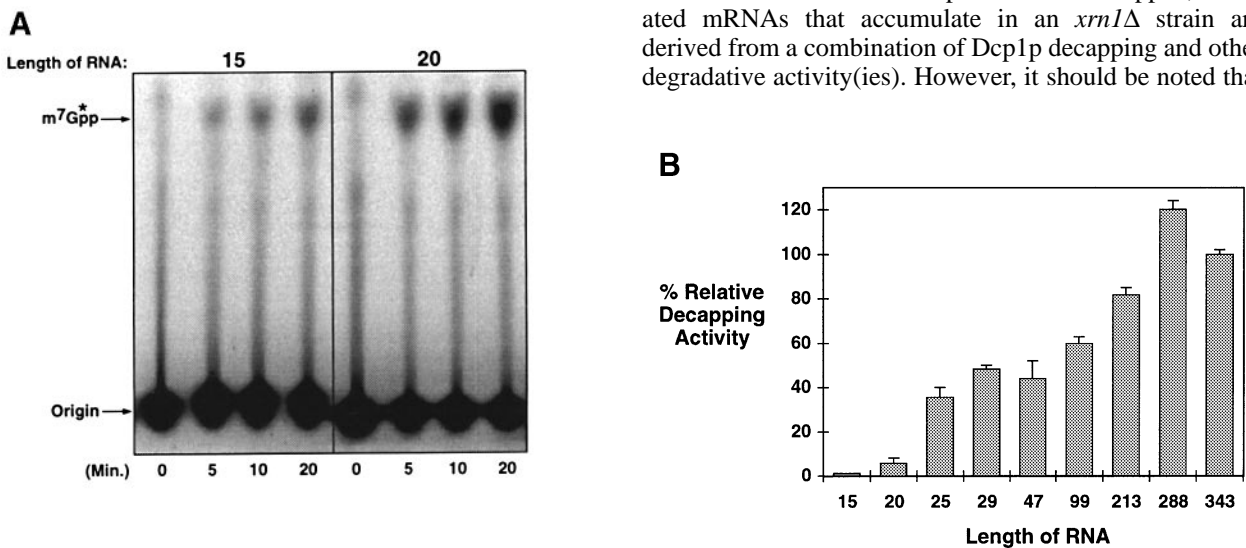 A
Length of RNA: 15 20
m7Gpp*
Origin
(Min.) 0 5 10 20 0 5 10 20
ated mRNAs that accumulate in an xrn1Δ strain ar
derived from a combination of Dcp1p decapping and othe
degradative activity(ies). However, it should be noted tha
B
% Relative
Decapping
Activity
120
100
80
60
40
20
0
15 20 25 29 47 99 213 288 343
Length of RNA